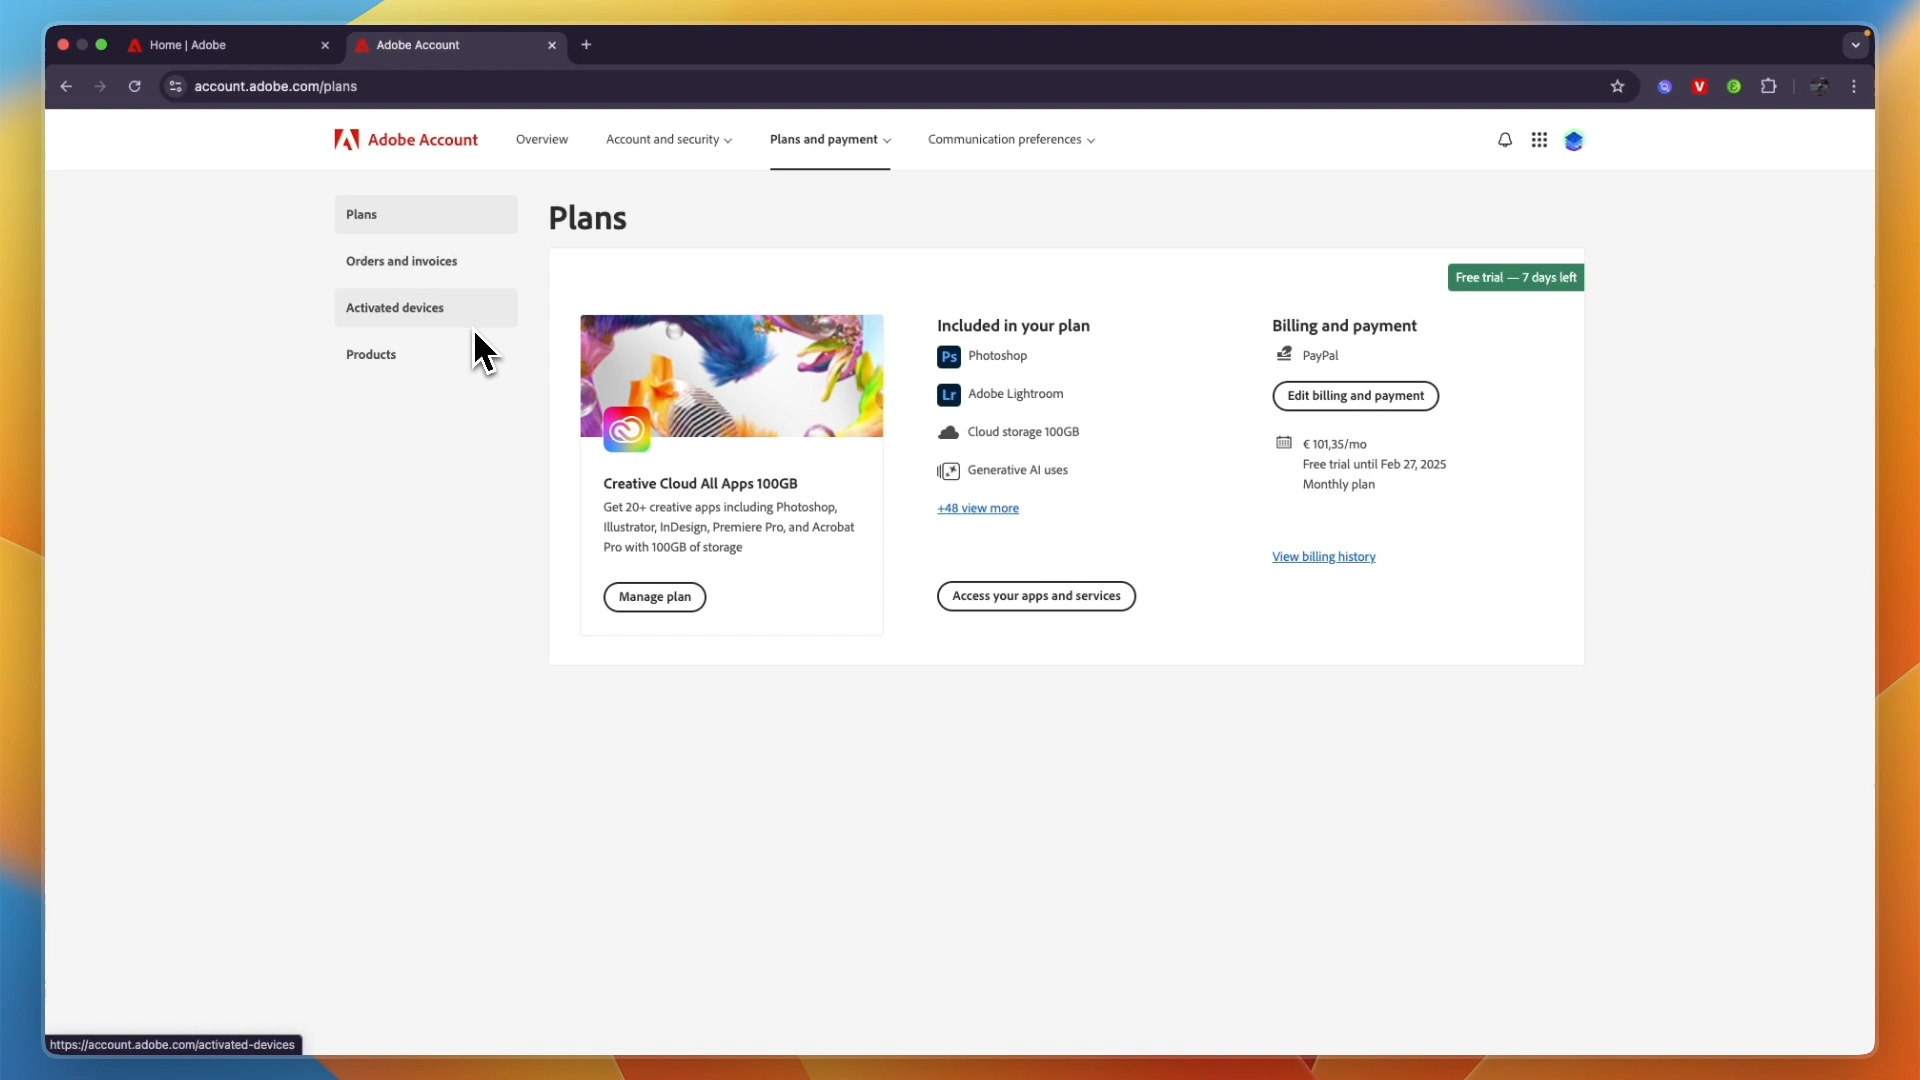 Home | Adobe
Adobe Account
account.adobe.com/plans
V
Adobe Account
Overview
Account and security
Plans and payment
Communication preferences
Plans
Orders and invoices
Activated devices
Products
Plans
Free trial — 7 days left
Creative Cloud All Apps 100GB
Get 20+ creative apps including Photoshop,
Illustrator, InDesign, Premiere Pro, and Acrobat
Pro with 100GB of storage
Manage plan
Included in your plan
Ps Photoshop
Lr Adobe Lightroom
Cloud storage 100GB
Generative AI uses
+48 view more
Access your apps and services
Billing and payment
PayPal
Edit billing and payment
€ 101,35/mo
Free trial until Feb 27, 2025
Monthly plan
View billing history
https://account.adobe.com/activated-devices